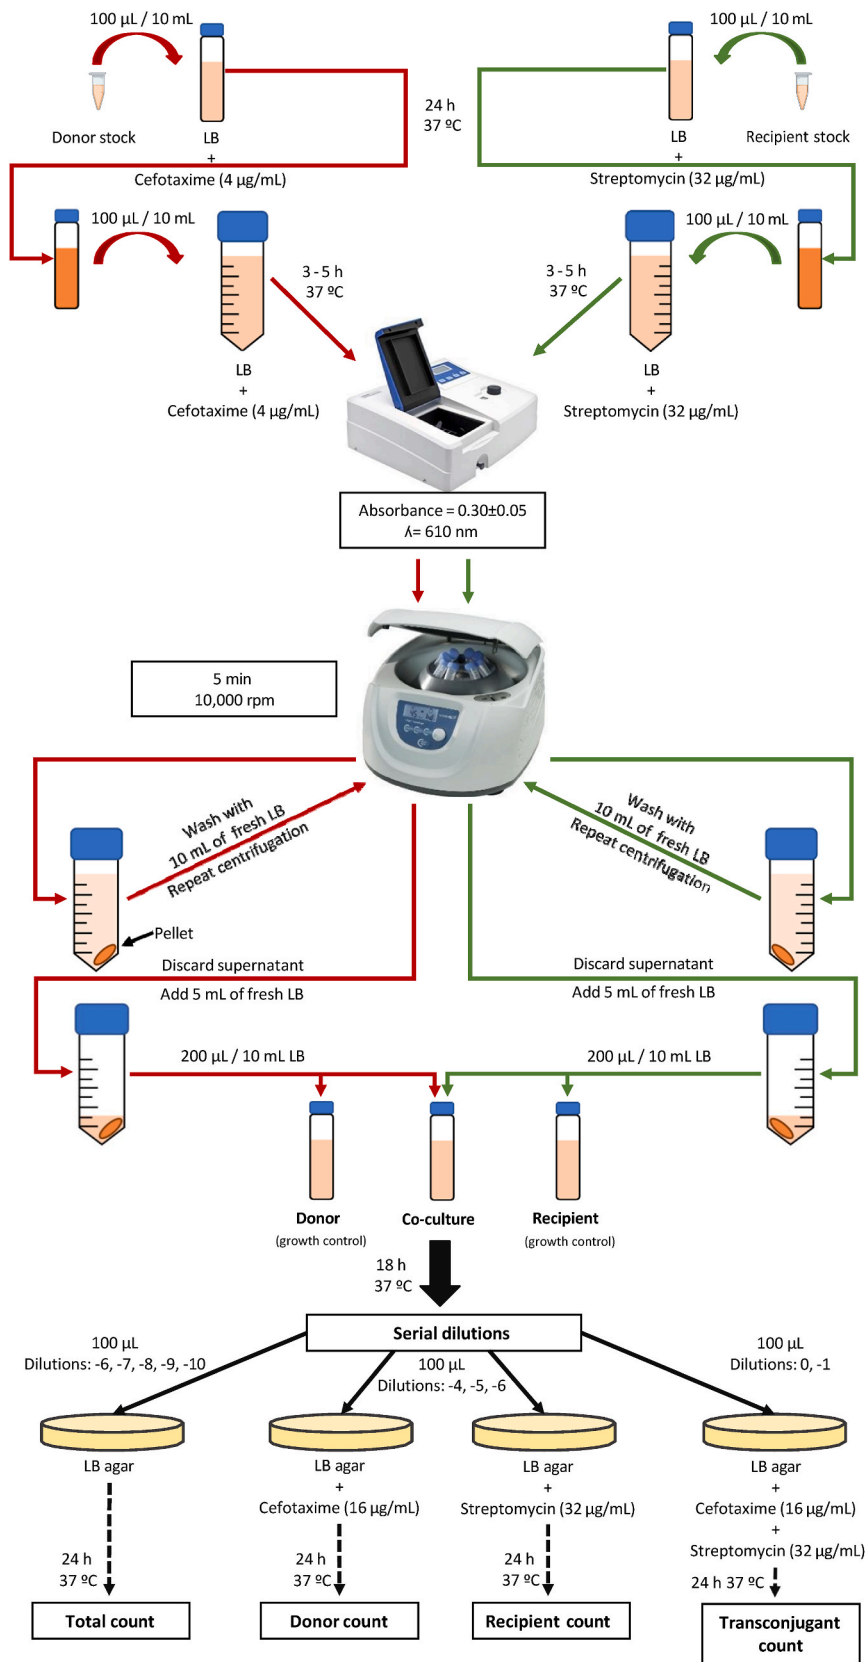 100 µL / 10 mL
100 µL / 10 mL
24 h
37 ºC
Donor stock
LB
+
Cefotaxime (4 µg/mL)
LB
+
Streptomycin (32 µg/mL)
Recipient stock
100 µL / 10 mL
100 µL / 10 mL
3 - 5 h
37 ºC
3 - 5 h
37 ºC
LB
+
Cefotaxime (4 µg/mL)
LB
+
Streptomycin (32 µg/mL)
Absorbance = 0.30±0.05
ʎ= 610 nm
5 min
10,000 rpm
Wash with
10 mL of fresh LB
Repeat centrifugation
Wash with
10 mL of fresh LB
Repeat centrifugation
Pellet
Discard supernatant
Add 5 mL of fresh LB
Discard supernatant
Add 5 mL of fresh LB
200 µL / 10 mL LB
200 µL / 10 mL LB
Donor
(growth control)
Co-culture
Recipient
(growth control)
18 h
37 ºC
Serial dilutions
100 µL
Dilutions: -6, -7, -8, -9, -10
100 µL
Dilutions: -4, -5, -6
100 µL
Dilutions: 0, -1
LB agar
LB agar
+
Cefotaxime (16 µg/mL)
LB agar
+
Streptomycin (32 µg/mL)
LB agar
+
Cefotaxime (16 µg/mL)
+
Streptomycin (32 µg/mL)
24 h
37 ºC
24 h
37 ºC
24 h
37 ºC
24 h 37 ºC
Total count
Donor count
Recipient count
Transconjugant
count